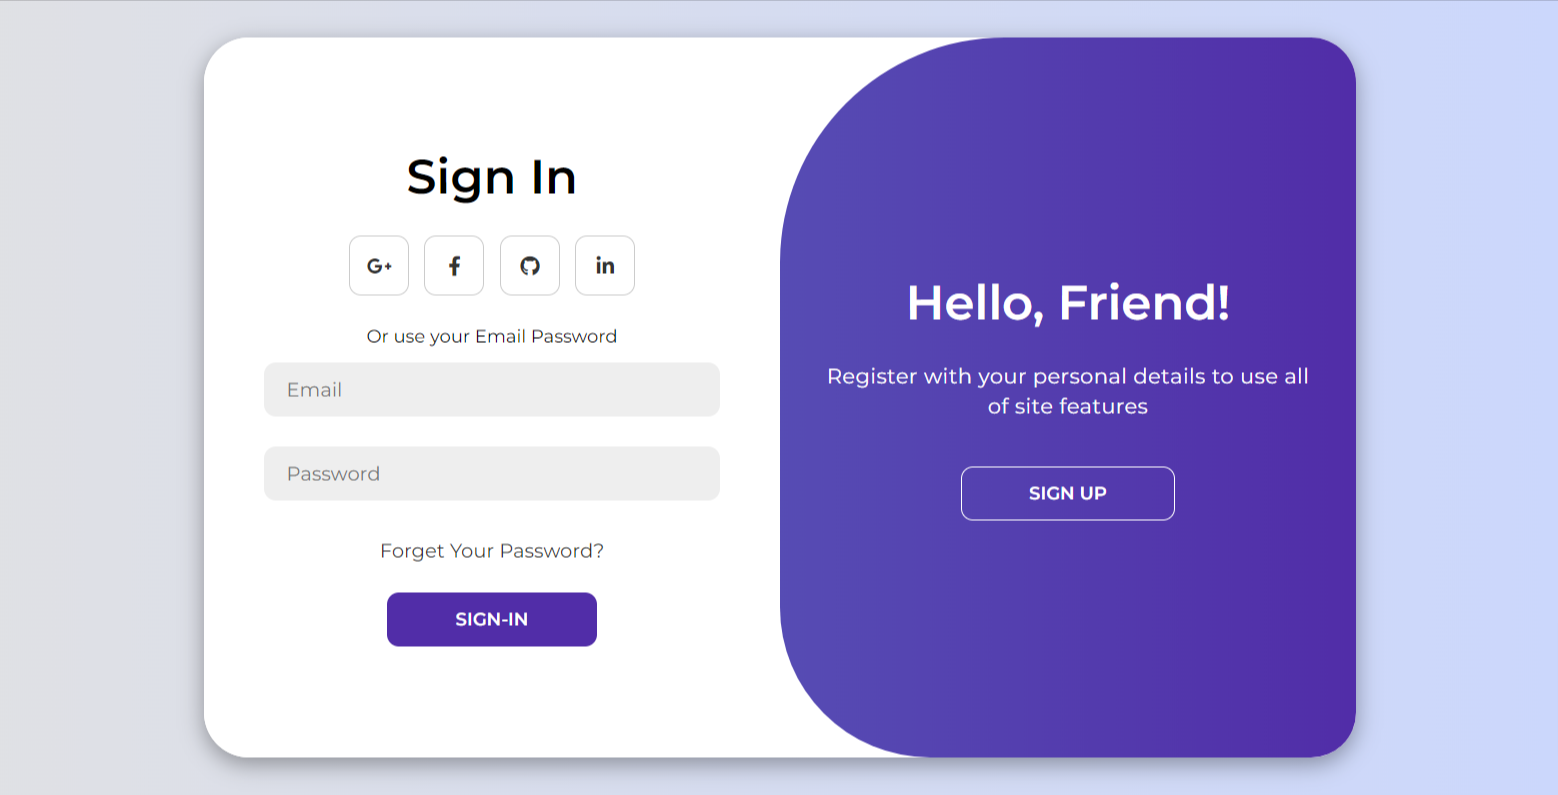 Sign In
G+ f in
Or use your Email Password
Email
Password
Forget Your Password?
SIGN-IN
Hello, Friend!
Register with your personal details to use all
of site features
SIGN UP